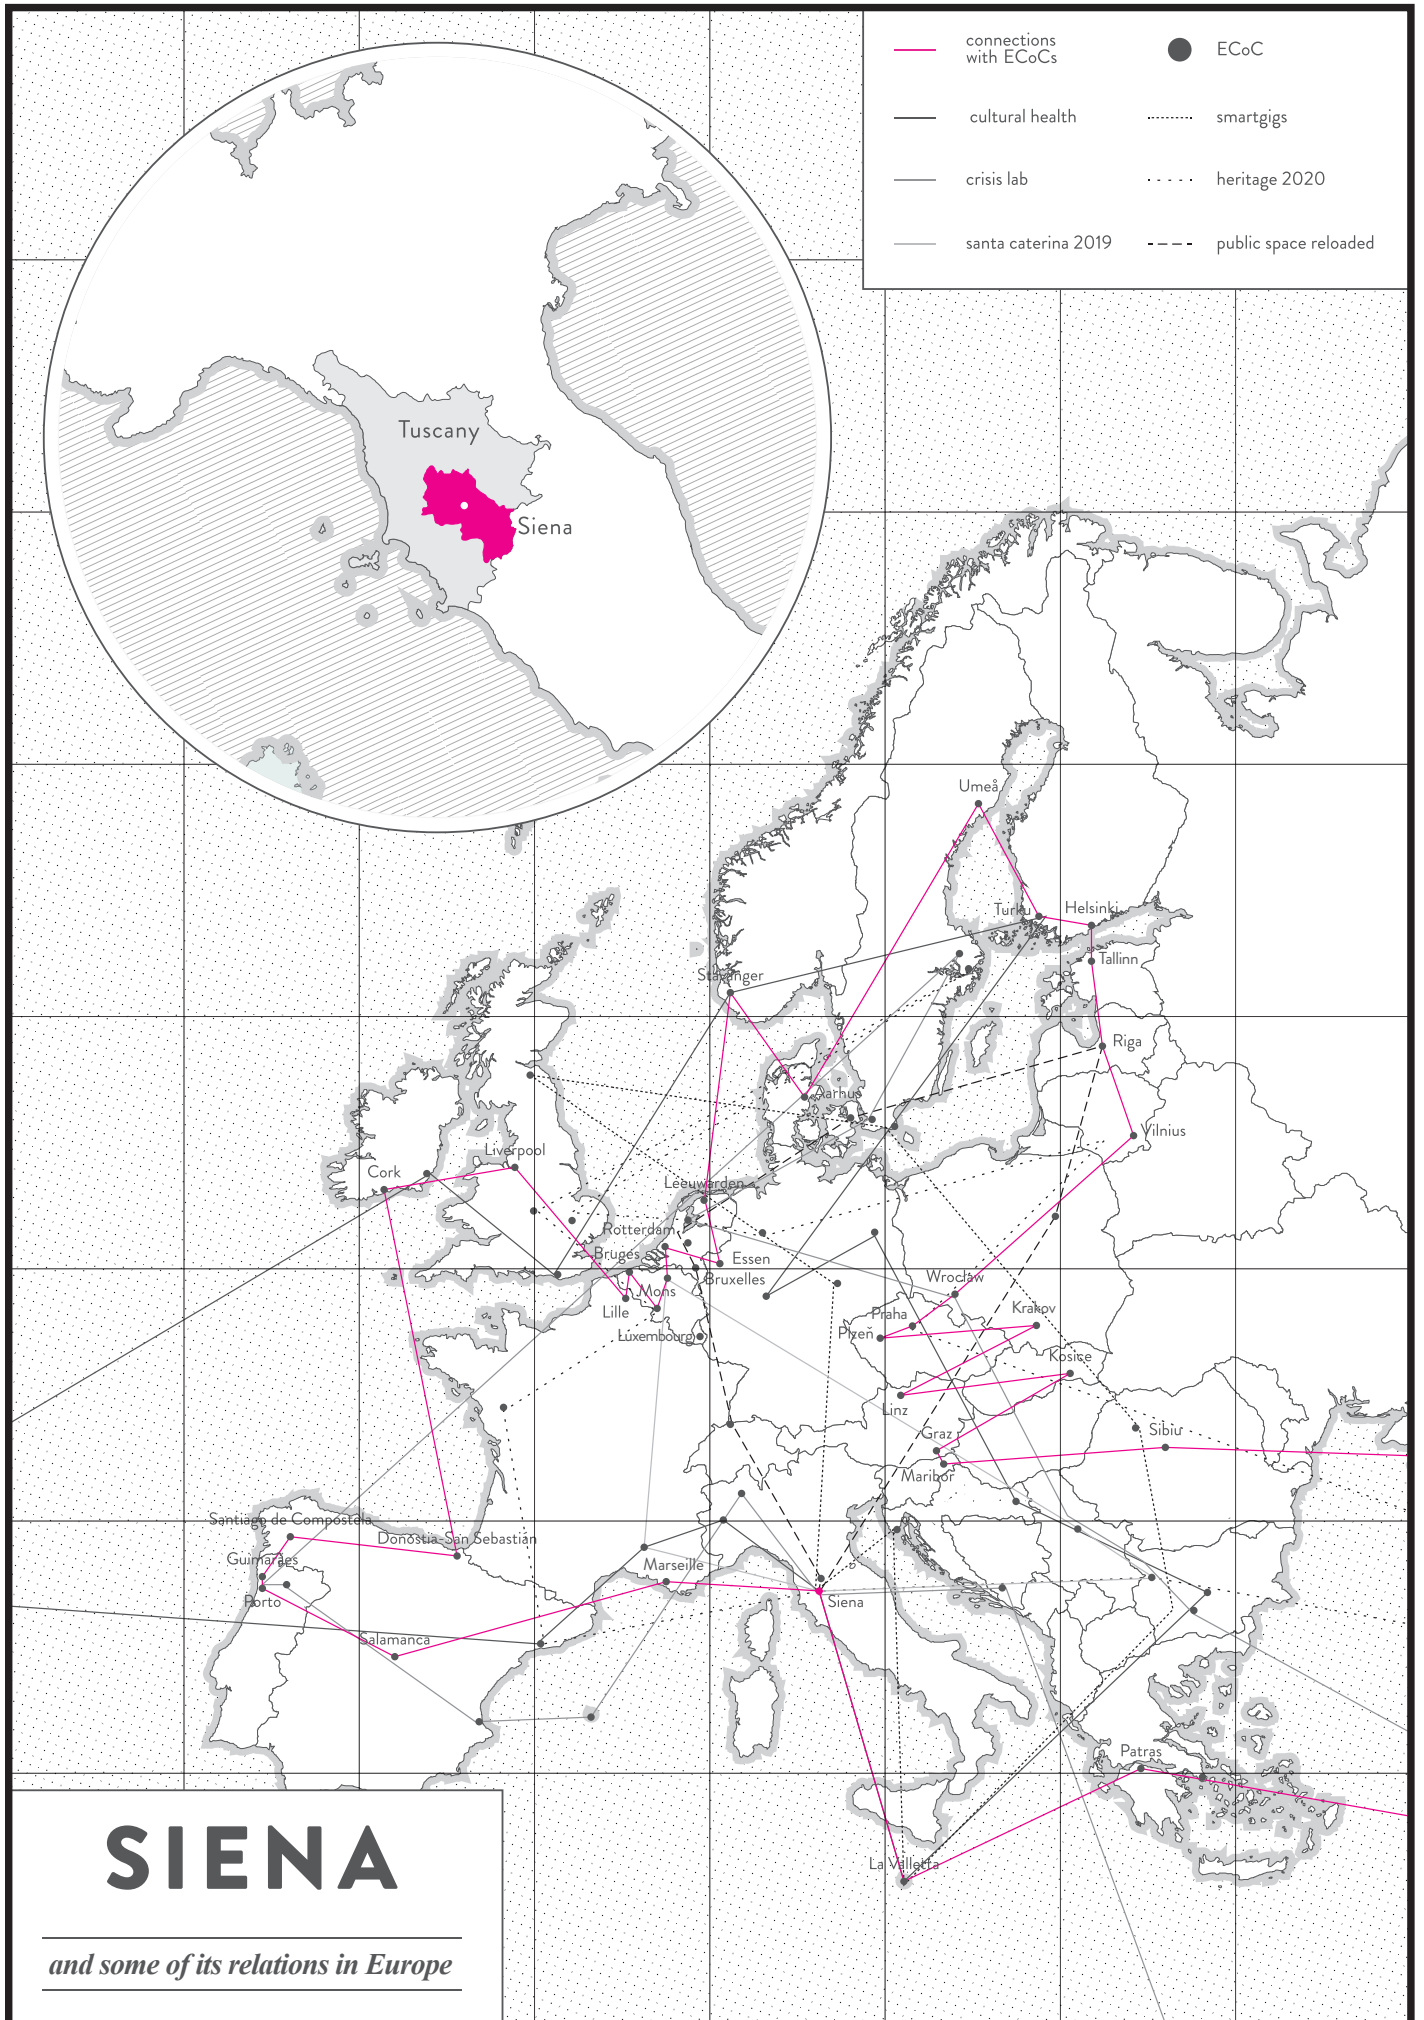 connections
with ECoCs
ECoC
cultural health
smartgigs
crisis lab
heritage 2020
santa caterina 2019
public space reloaded
Tuscany
Siena
Umeå
Turku
Helsinki
Tallinn
Stavanger
Riga
Aarhus
Vilnius
Liverpool
Cork
Leeuwarden
Rotterdam
Bruges
Essen
Bruxelles
Mons
Lille
Wrocław
Praha
Krakov
Luxembourg
Plzeň
Kosice
Linz
Graz
Sibiu
Maribor
Santiago de Compostela
Donostia-San Sebastián
Guimarães
Marseille
Porto
Siena
Salamanca
Patras
La Valletta
SIENA
and some of its relations in Europe